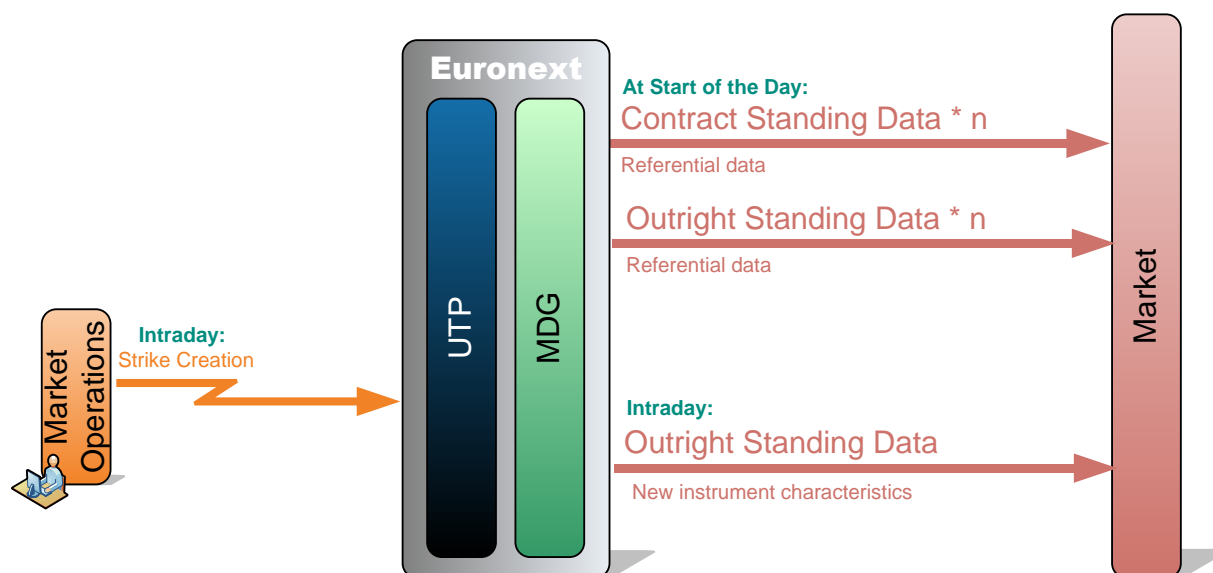 Euronext
UTP
MDG
At Start of the Day:
Contract Standing Data * n
Referential data
Outright Standing Data * n
Referential data
Market
Operations
Intraday:
Strike Creation
Intraday:
Outright Standing Data
New instrument characteristics
Market